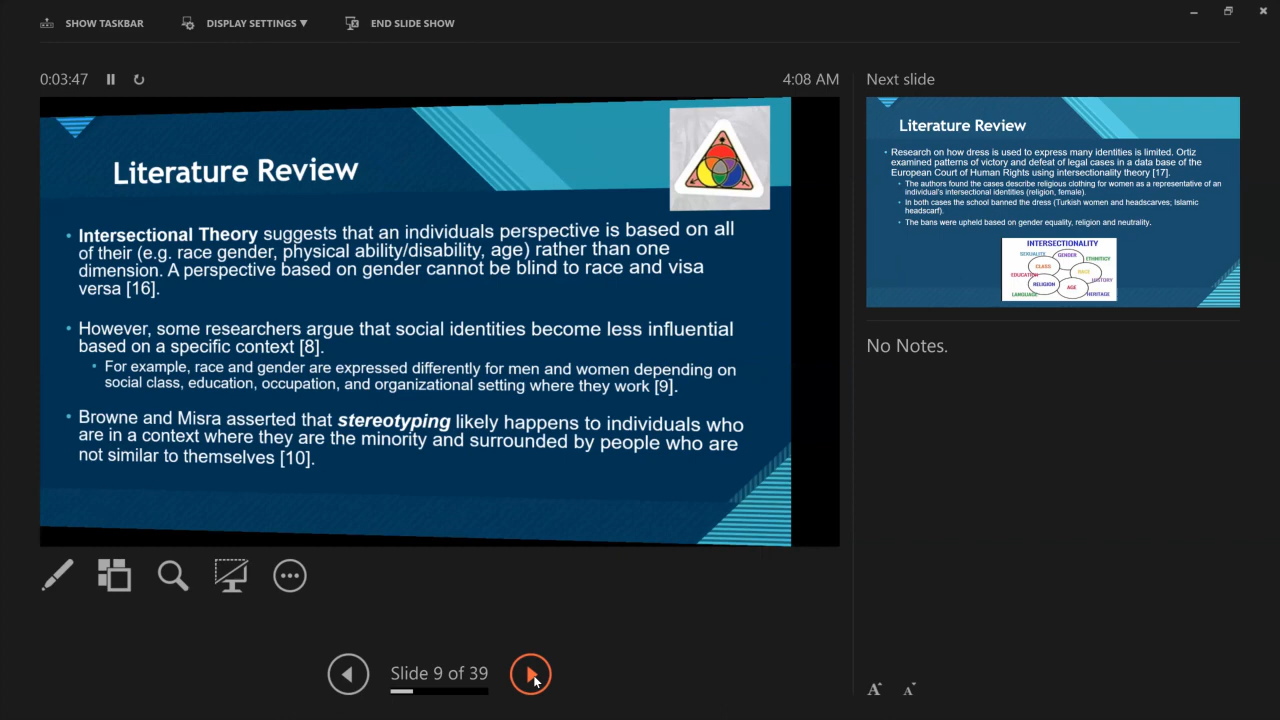 SHOW TASKBAR
DISPLAY SETTINGS ▼
END SLIDE SHOW
0:03:47
4:08 AM
Literature Review
• Intersectional Theory suggests that an individuals perspective is based on all
of their (e.g. race gender, physical ability/disability, age) rather than one
dimension. A perspective based on gender cannot be blind to race and visa
versa [16].
• However, some researchers argue that social identities become less influential
based on a specific context [8].
• For example, race and gender are expressed differently for men and women depending on
social class, education, occupation, and organizational setting where they work [9].
• Browne and Misra asserted that stereotyping likely happens to individuals who
are in a context where they are the minority and surrounded by people who are
not similar to themselves [10].
Slide 9 of 39
Next slide
Literature Review
• Research on how dress is used to express many identities is limited. Ortiz
examined patterns of victory and defeat of legal cases in a data base of the
European Court of Human Rights using intersectionality theory [17].
• The authors found the cases describe religious clothing for women as a representative of an
individual's intersectional identities (religion, female).
• In both cases the school banned the dress (Turkish women and headscarves; Islamic
headscarf).
• The bans were upheld based on gender equality, religion and neutrality.
INTERSECTIONALITY
SEXUALITY
GENDER
ETHNITICY
CLASS
RACE
EDUCATION
HISTORY
RELIGION
AGE
LANGUAGE
HERITAGE
No Notes.
A A